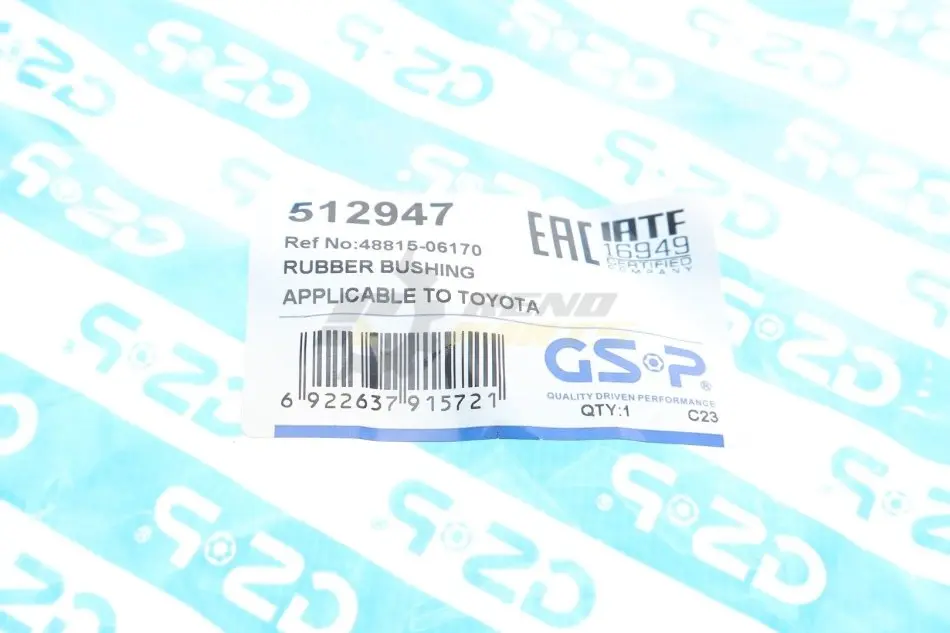 512947
Ref No:48815-06170
RUBBER BUSHING
APPLICABLE TO TOYOTA
EAC
IATF
16949
CERTIFIED
COMPANY
6 922637 915721
GSP
®
QUALITY DRIVEN PERFORMANCE
QTY:1
C23